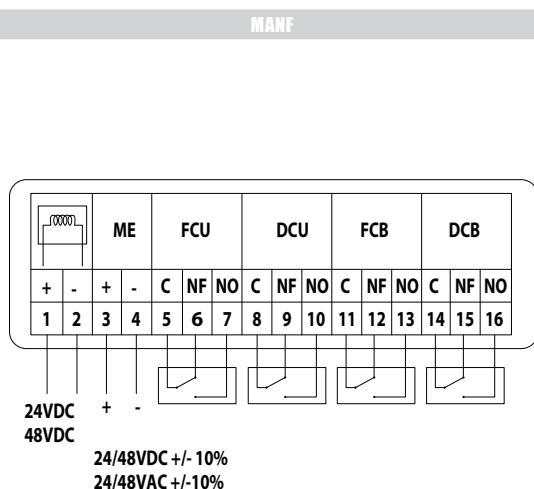 MANF
ME FCU DCU FCB DCB
+ - + - C NF NO C NF NO C NF NO C NF NO
1 2 3 4 5 6 7 8 9 10 11 12 13 14 15 16
24VDC + -
48VDC
24/48VDC +/- 10%
24/48VAC +/-10%